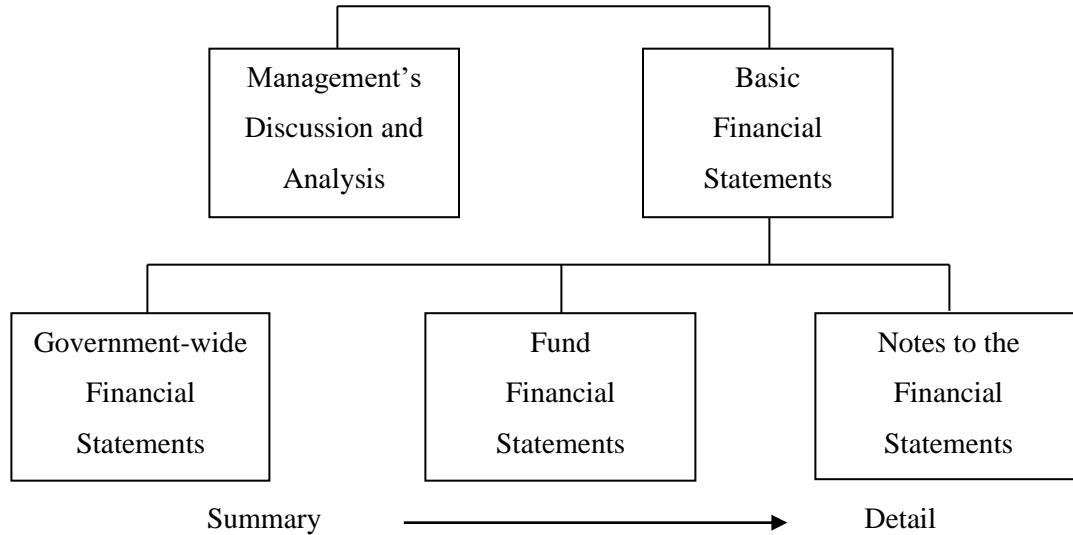 Management’s
Discussion and
Analysis
Basic
Financial
Statements
Government-wide
Financial
Statements
Fund
Financial
Statements
Notes to the
Financial
Statements
Summary
Detail